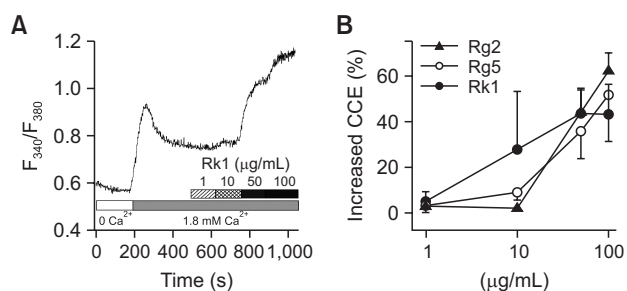 A
F340/F380
1.2
1.0
0.8
0.6
0.4
Rk1 (µg/mL)
1 10 50 100
0 Ca2+
1.8 mM Ca2+
0 200 400 600 800 1,000
Time (s)
B
Increased CCE (%)
60
40
20
0
Rg2
Rg5
Rk1
1 10 100
(µg/mL)